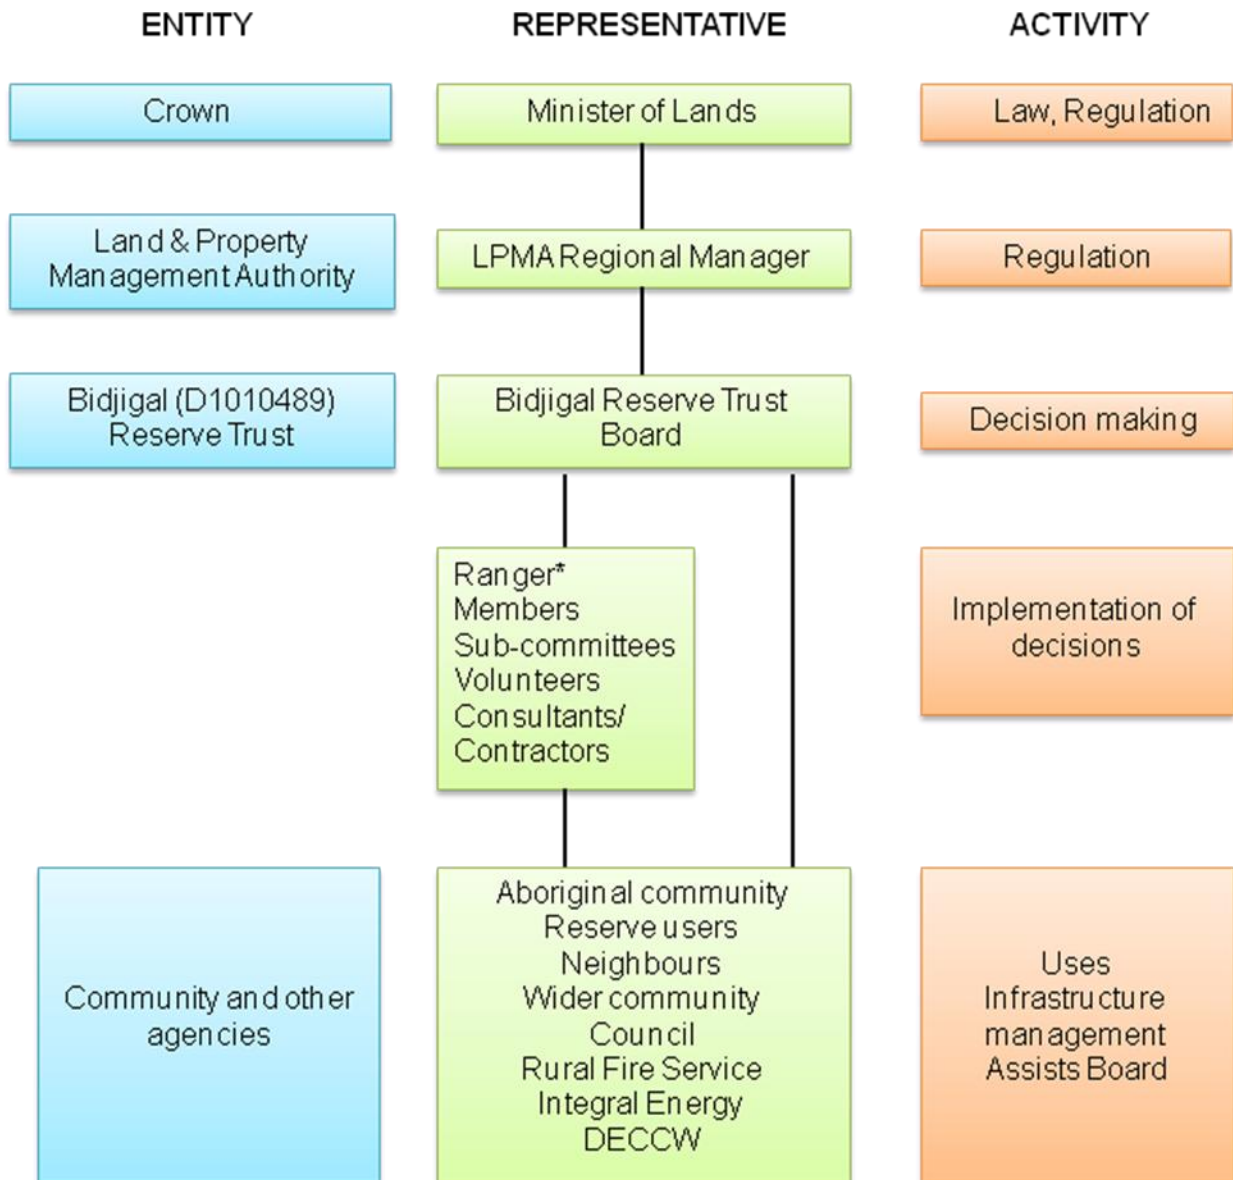 ENTITY
REPRESENTATIVE
ACTIVITY
Crown
Minister of Lands
Law, Regulation
Land & Property
Management Authority
LPMA Regional Manager
Regulation
Bidjigal (D1010489)
Reserve Trust
Bidjigal Reserve Trust
Board
Decision making
Ranger*
Members
Sub-committees
Volunteers
Consultants/
Contractors
Implementation of
decisions
Community and other
agencies
Aboriginal community
Reserve users
Neighbours
Wider community
Council
Rural Fire Service
Integral Energy
DECCW
Uses
Infrastructure
management
Assists Board